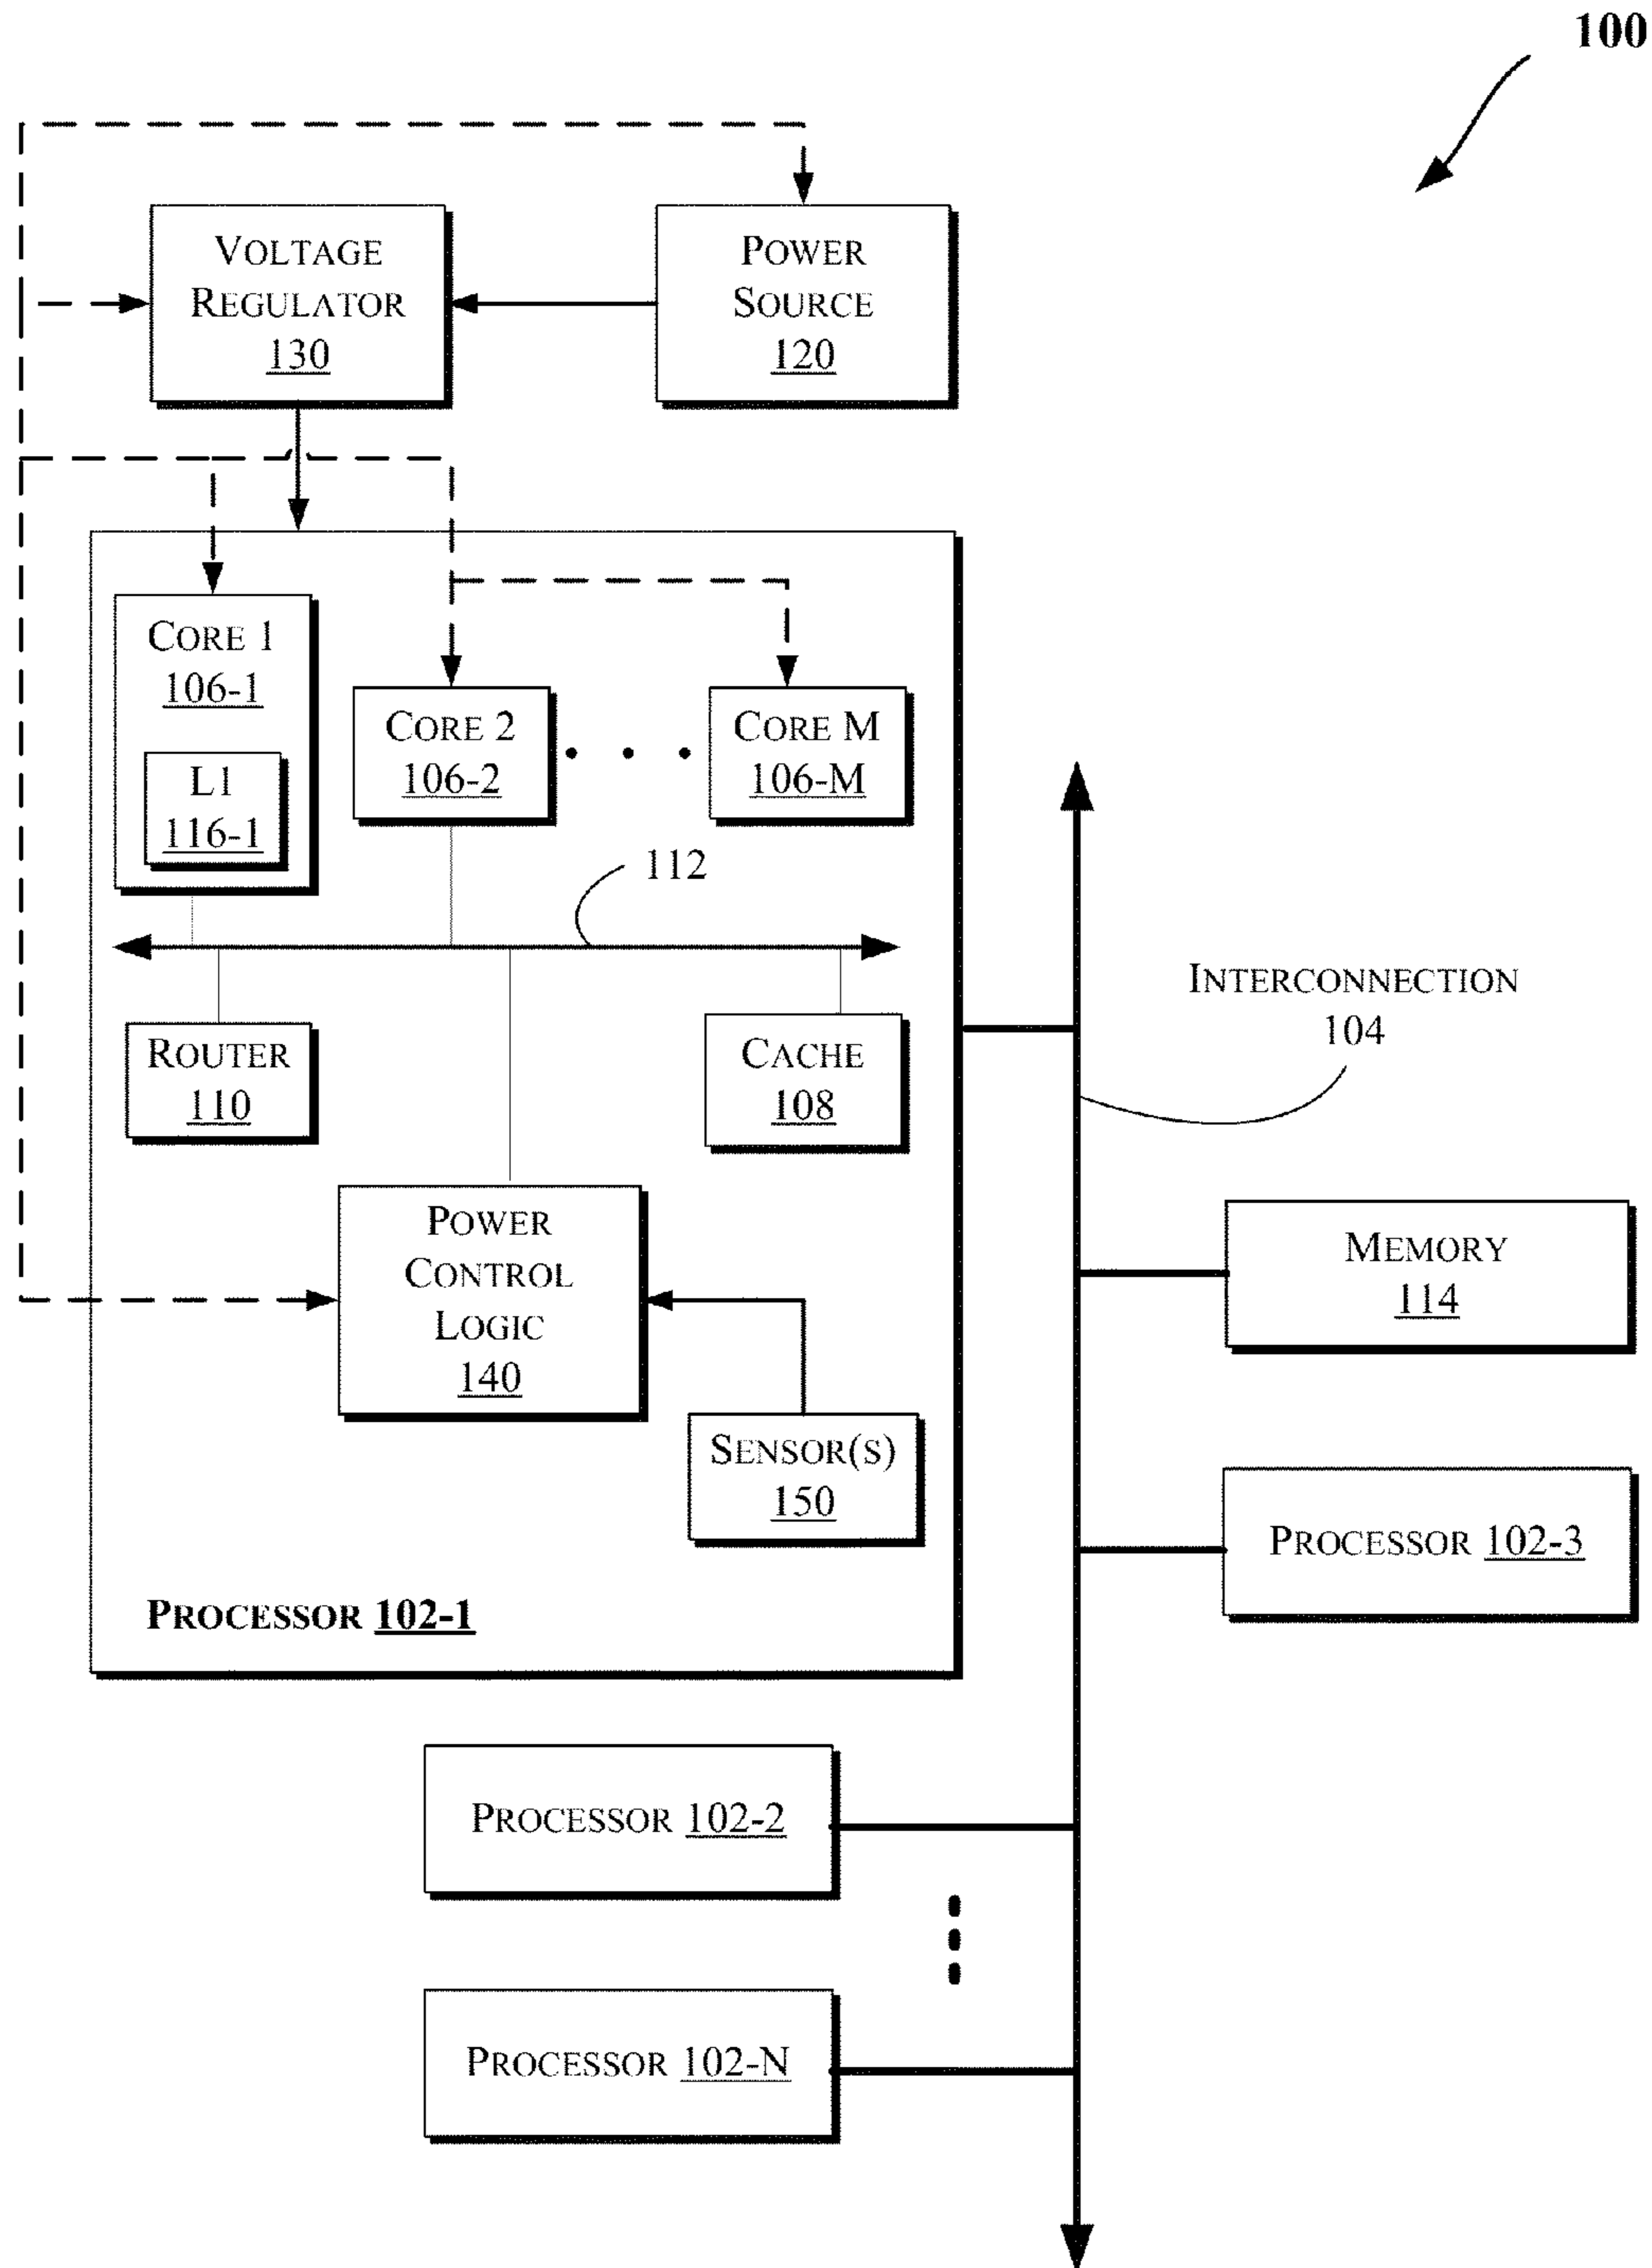 100
VOLTAGE
REGULATOR
130
POWER
SOURCE
120
CORE 1
106-1
L1
116-1
CORE 2
106-2
. . .
CORE M
106-M
112
ROUTER
110
CACHE
108
INTERCONNECTION
104
POWER
CONTROL
LOGIC
140
SENSOR(S)
150
PROCESSOR 102-1
MEMORY
114
PROCESSOR 102-3
PROCESSOR 102-2
PROCESSOR 102-N